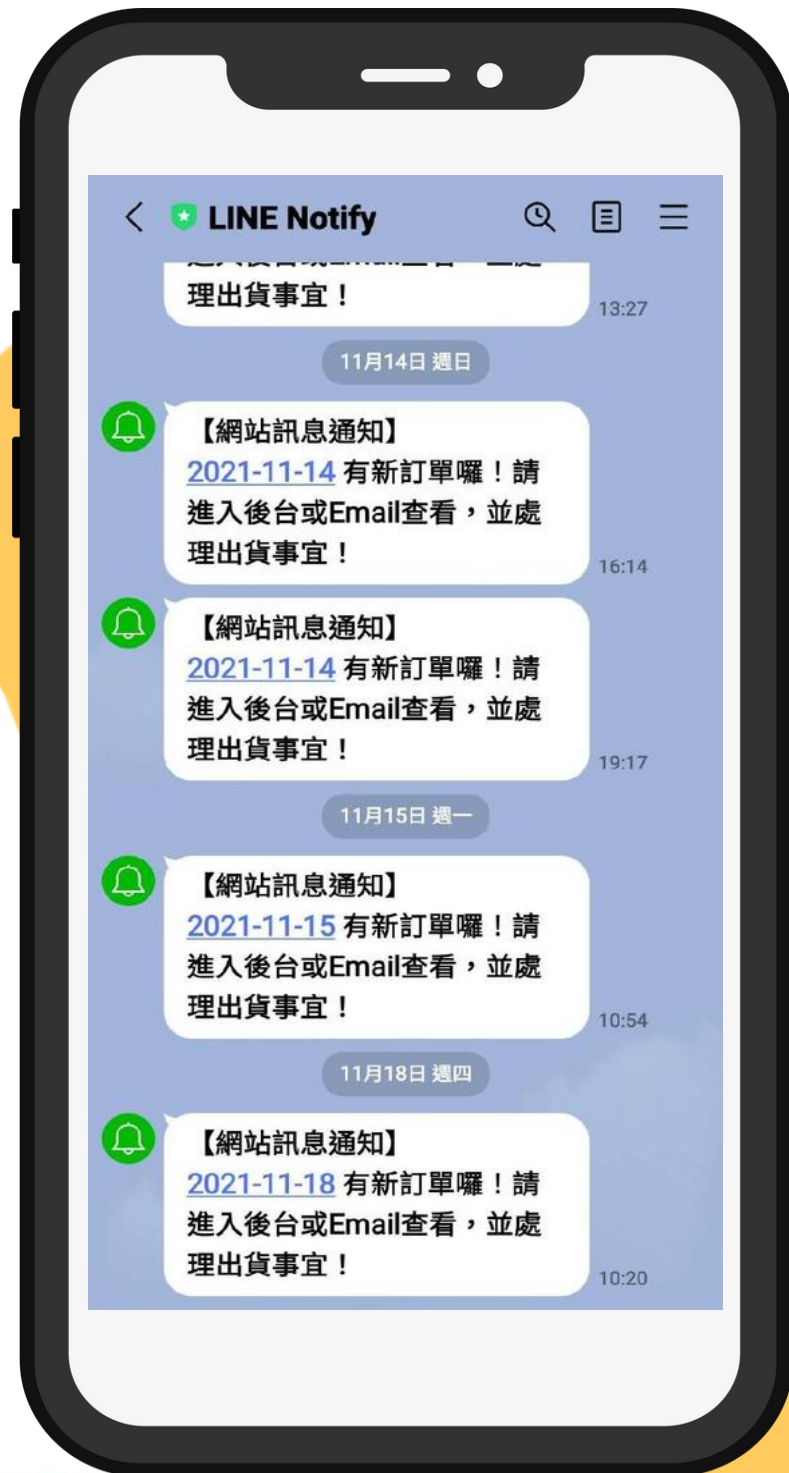 LINE Notify
理出貨事宜！
13:27
11月14日 週日
【網站訊息通知】
2021-11-14 有新訂單囉！請
進入後台或Email查看，並處
理出貨事宜！
16:14
【網站訊息通知】
2021-11-14 有新訂單囉！請
進入後台或Email查看，並處
理出貨事宜！
19:17
11月15日 週一
【網站訊息通知】
2021-11-15 有新訂單囉！請
進入後台或Email查看，並處
理出貨事宜！
10:54
11月18日 週四
【網站訊息通知】
2021-11-18 有新訂單囉！請
進入後台或Email查看，並處
理出貨事宜！
10:20